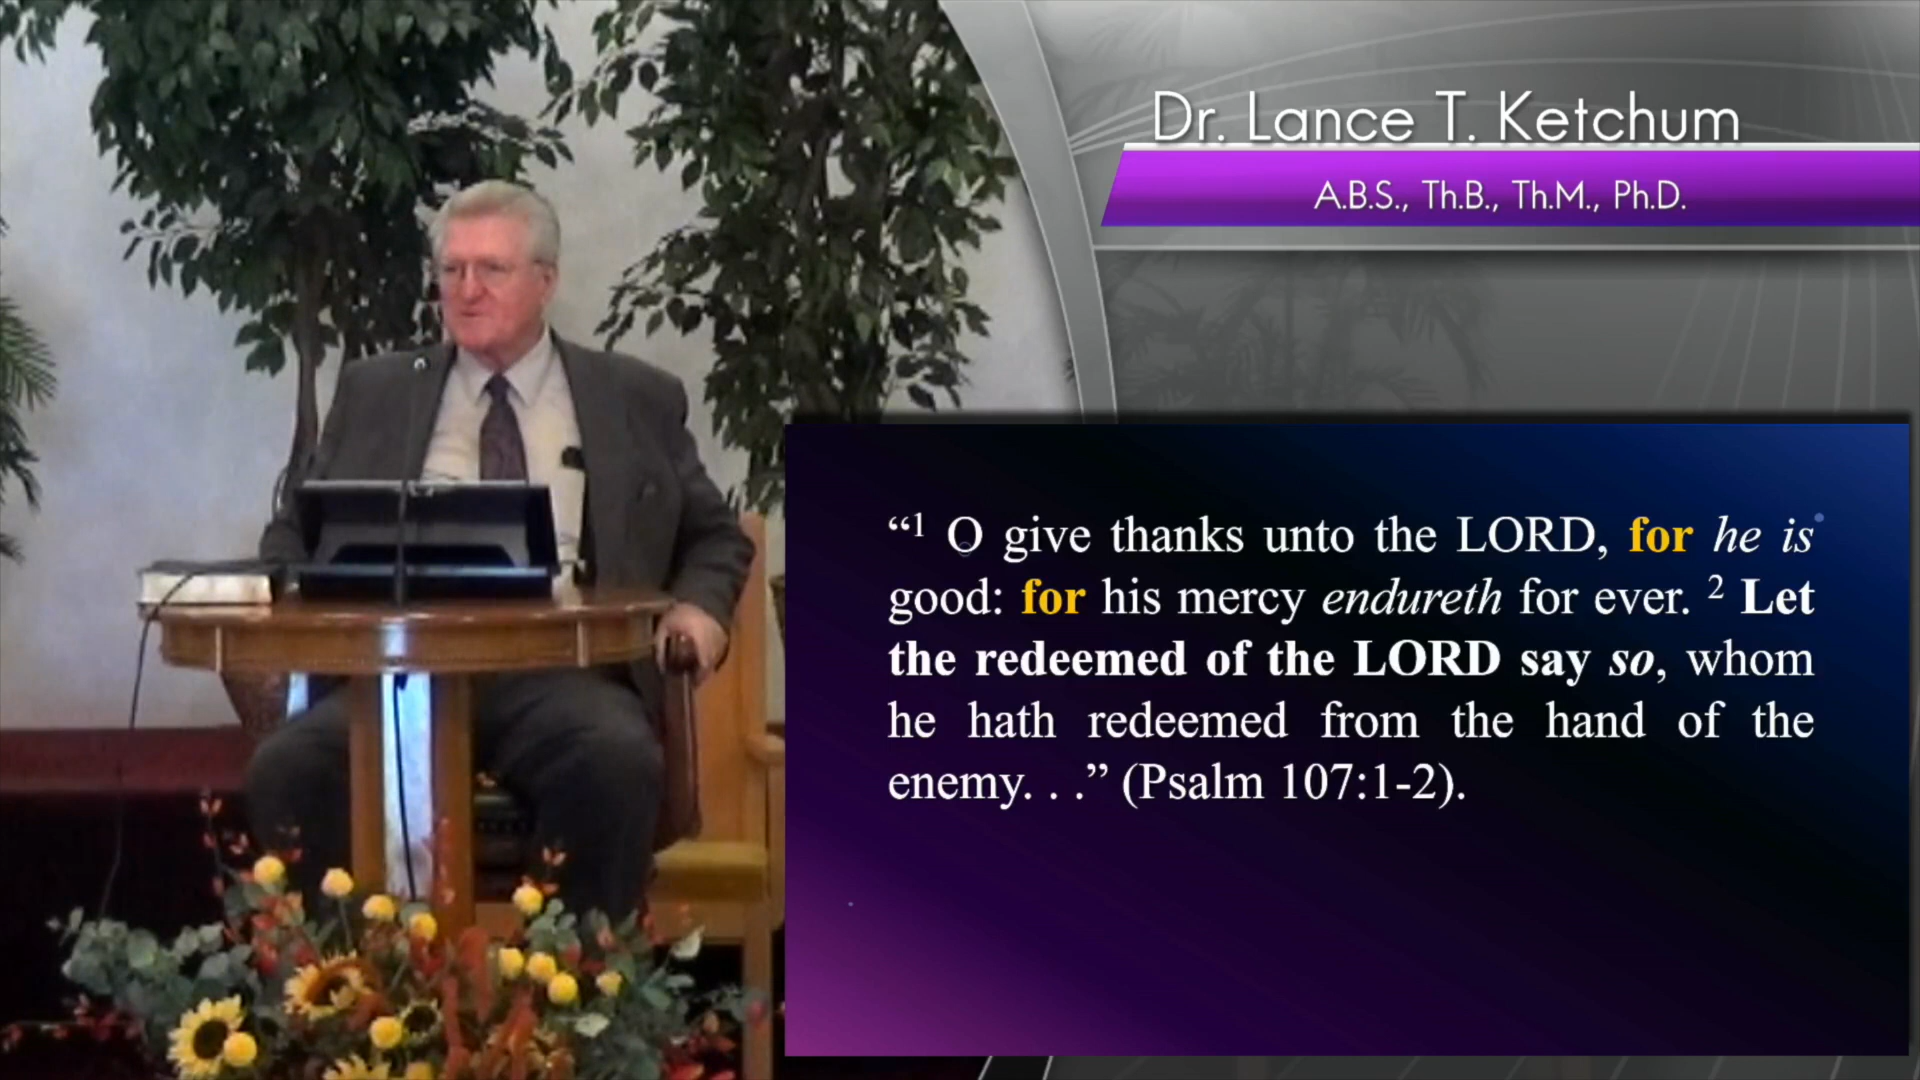 Dr. Lance T. Ketchum
A.B.S., Th.B., Th.M., Ph.D.
“1 O give thanks unto the LORD, for he is
good: for his mercy endureth for ever. 2 Let
the redeemed of the LORD say so, whom
he hath redeemed from the hand of the
enemy. . .” (Psalm 107:1-2).